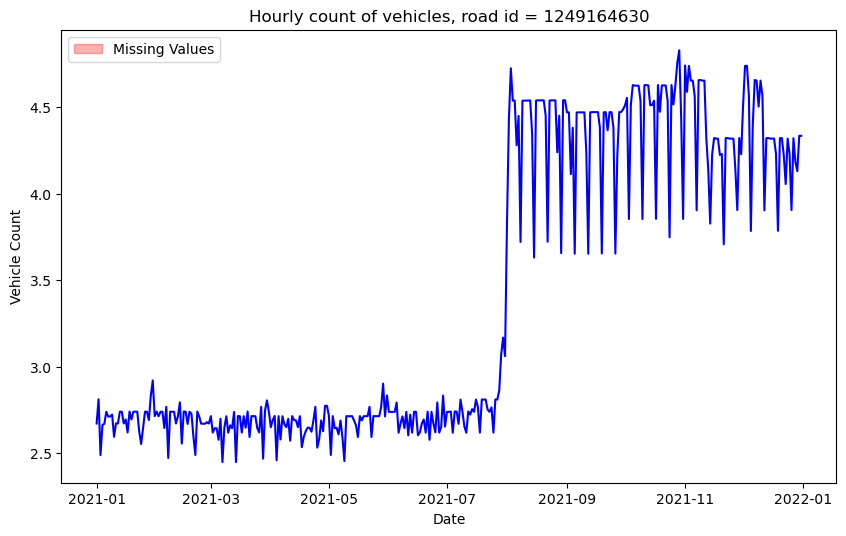 Hourly count of vehicles, road id = 1249164630
Missing Values
Vehicle Count
4.5
4.0
3.5
3.0
2.5
2021-01 2021-03 2021-05 2021-07 2021-09 2021-11 2022-01
Date